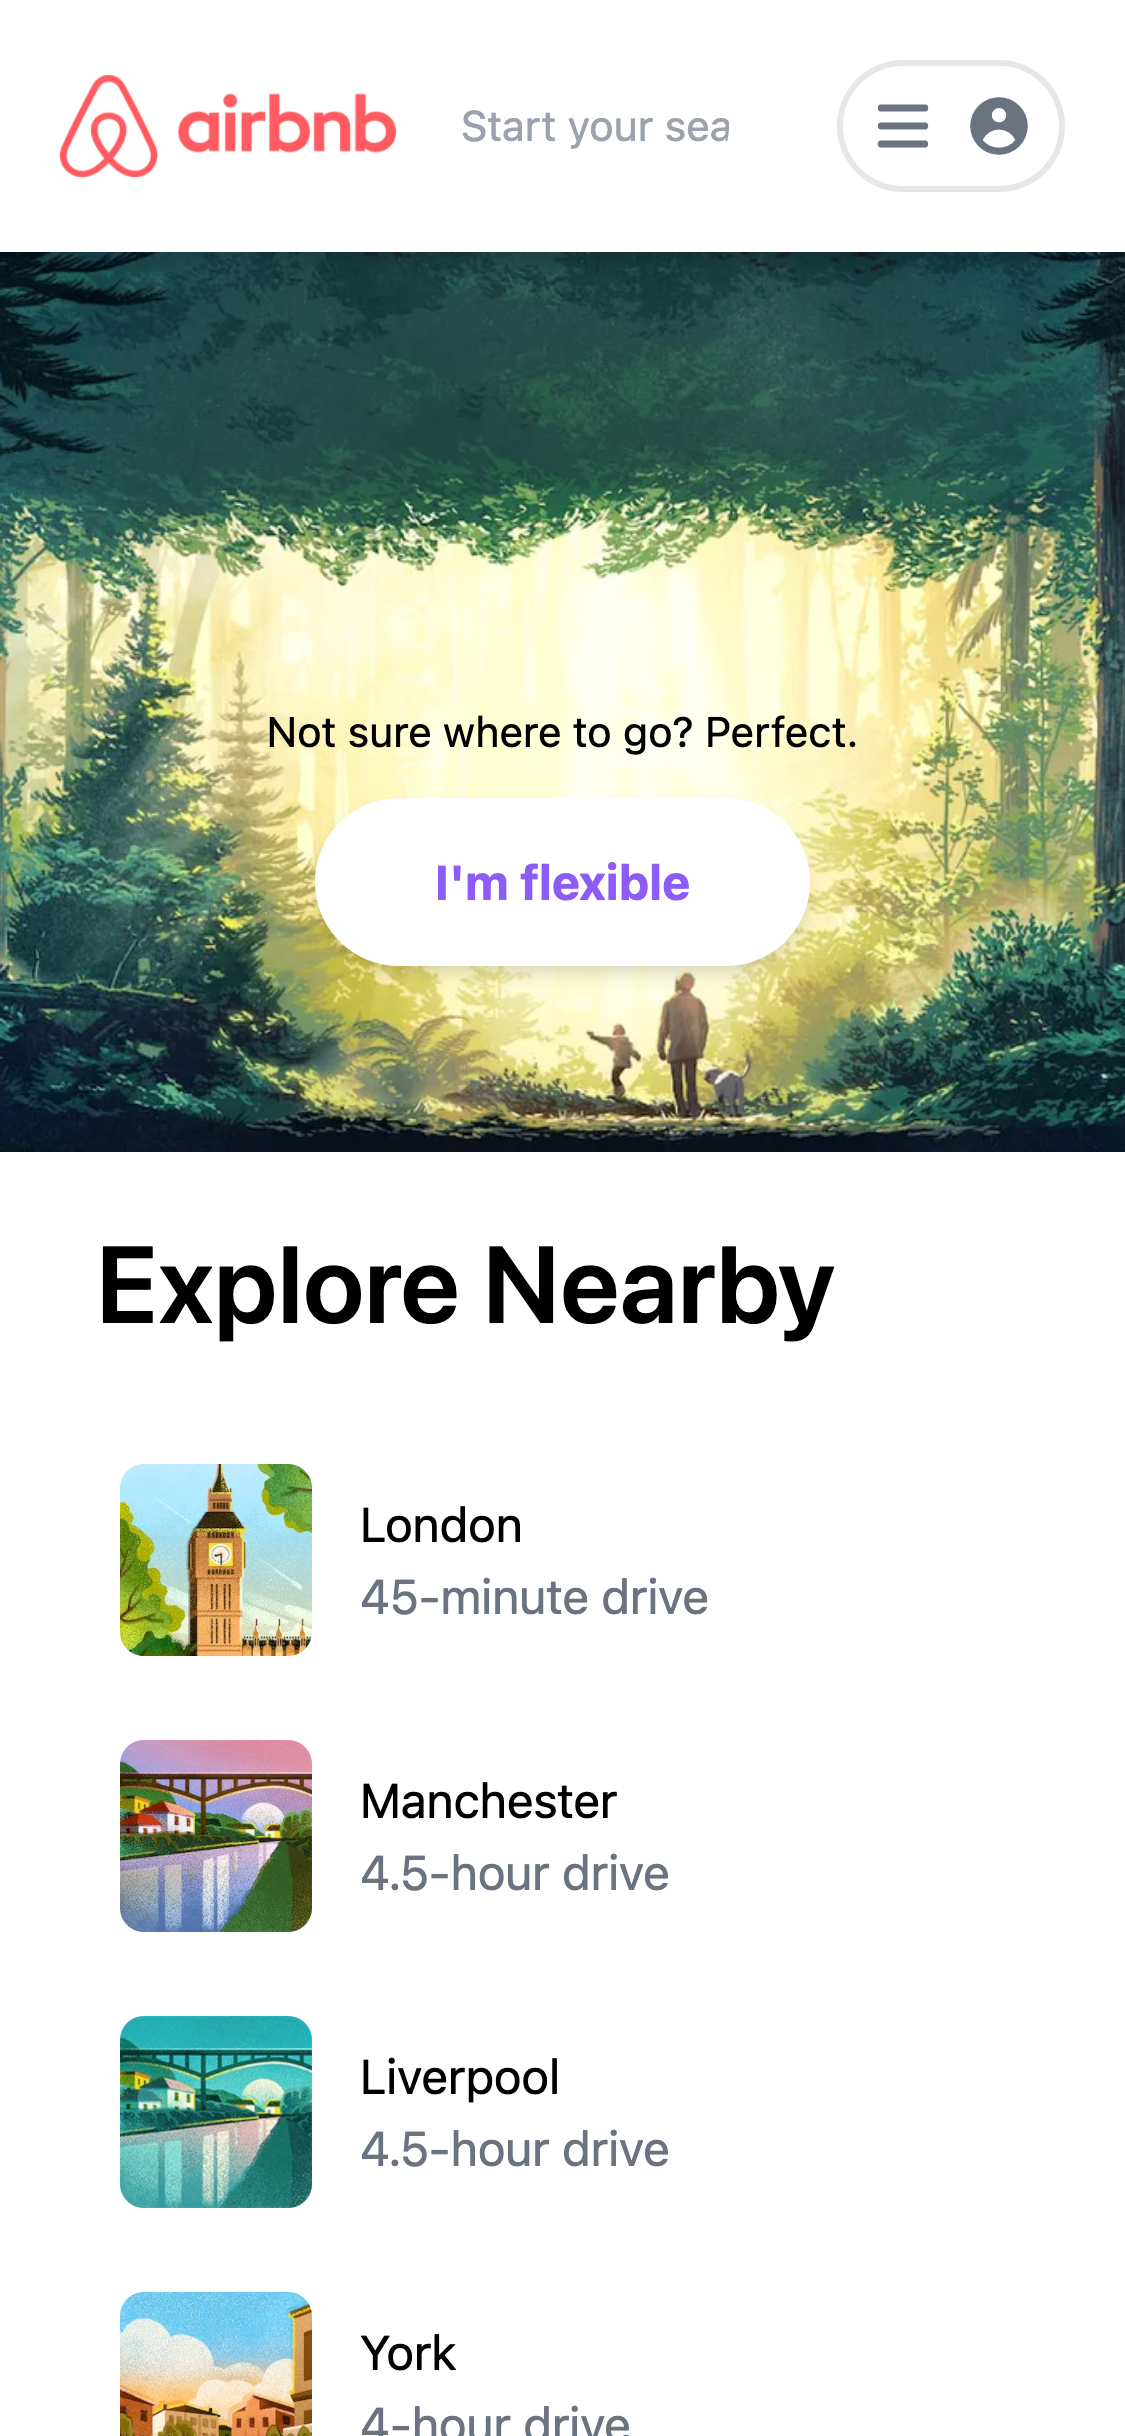 airbnb
Start your sea
Not sure where to go? Perfect.
I'm flexible
Explore Nearby
London
45-minute drive
Manchester
4.5-hour drive
Liverpool
4.5-hour drive
York
4-hour drive